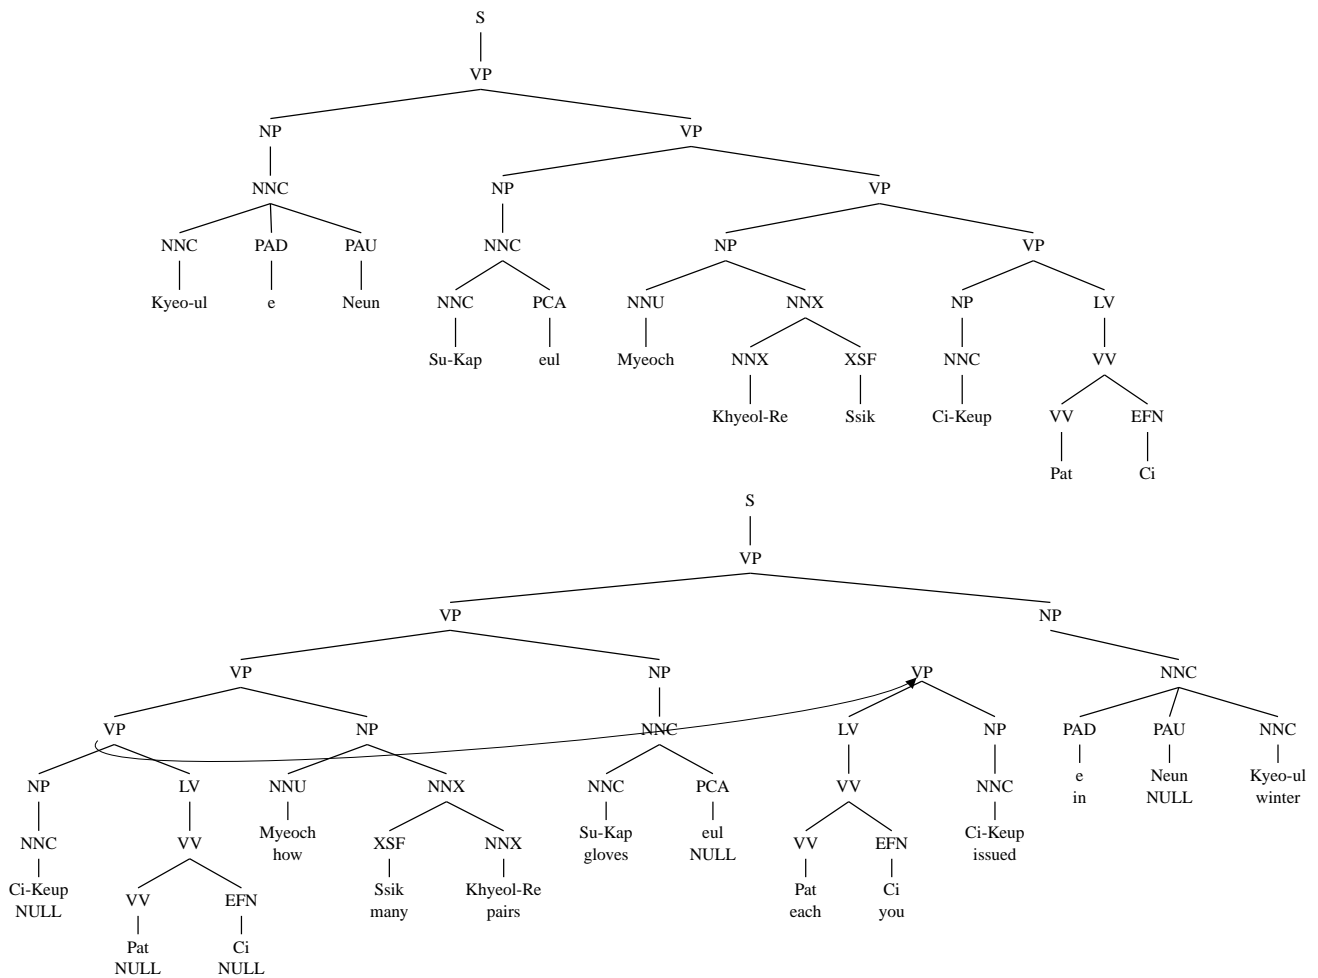 S
VP
NP VP
NNC NP VP
NNC PAD PAU NNC NP VP
Kyeo-ul e Neun NNC PCA NNU NNX NP LV
Su-Kap eul Myeoch NNX XSF NNC VV
Khyeol-Re Ssik Ci-Keup VV EFN
Pat Ci
S
VP
VP NP
VP NP VP NNC
VP NP NNC LV NP PAD PAU NNC
NP LV NNU NNX NNC PCA VV NNC e Neun Kyeo-ul
in NULL winter
NNC VV Myeoch XSF NNX Su-Kap eul VV EFN Ci-Keup
how gloves NULL issued
Ci-Keup VV EFN Ssik Khyeol-Re Pat Ci
NULL many pairs each you
Pat Ci
NULL NULL